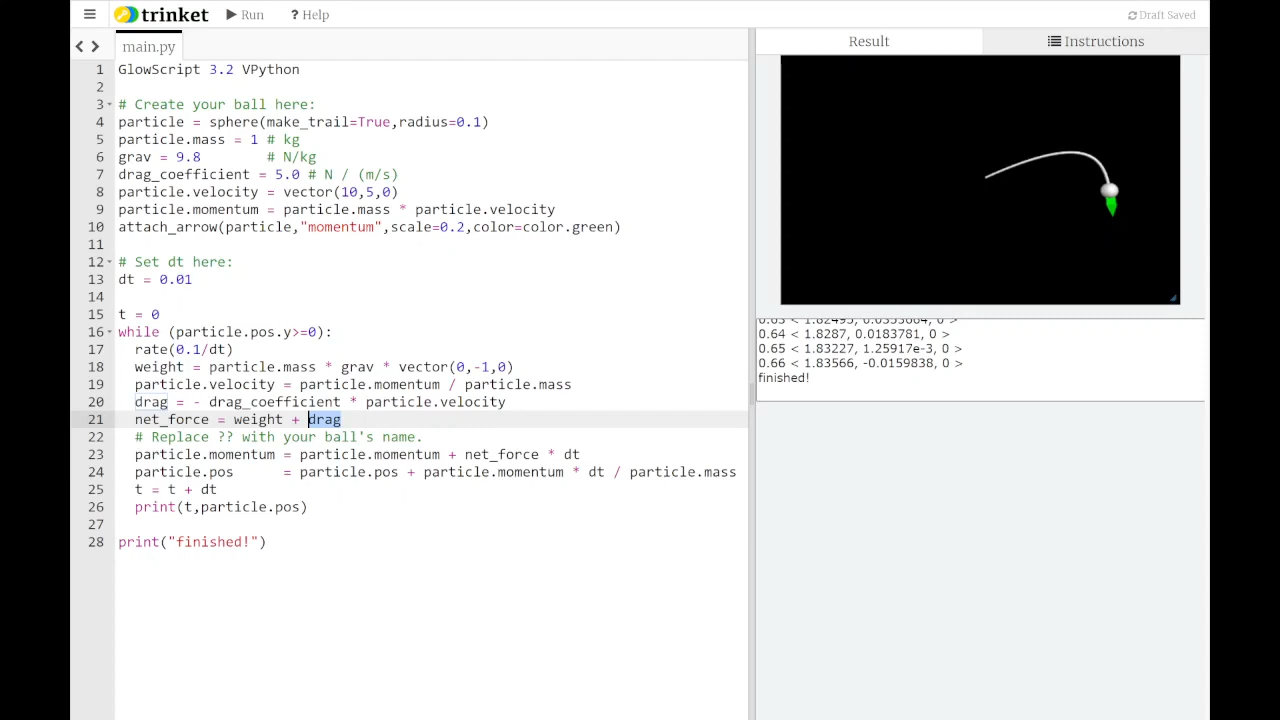 trinket
Run
? Help
Draft Saved
main.py
Result
Instructions
1 GlowScript 3.2 VPython
2
3 # Create your ball here:
4 particle = sphere(make_trail=True,radius=0.1)
5 particle.mass = 1 # kg
6 grav = 9.8        # N/kg
7 drag_coefficient = 5.0 # N / (m/s)
8 particle.velocity = vector(10,5,0)
9 particle.momentum = particle.mass * particle.velocity
10 attach_arrow(particle,"momentum",scale=0.2,color=color.green)
11
12 # Set dt here:
13 dt = 0.01
14
15 t = 0
16 while (particle.pos.y>=0):
17   rate(0.1/dt)
18   weight = particle.mass * grav * vector(0,-1,0)
19   particle.velocity = particle.momentum / particle.mass
20   drag = - drag_coefficient * particle.velocity
21   net_force = weight + drag
22   # Replace ?? with your ball's name.
23   particle.momentum = particle.momentum + net_force * dt
24   particle.pos      = particle.pos + particle.momentum * dt / particle.mass
25   t = t + dt
26   print(t,particle.pos)
27
28 print("finished!")
0.63 < 1.82495, 0.0353664, 0 >
0.64 < 1.8287, 0.0183781, 0 >
0.65 < 1.83227, 1.25917e-3, 0 >
0.66 < 1.83566, -0.0159838, 0 >
finished!